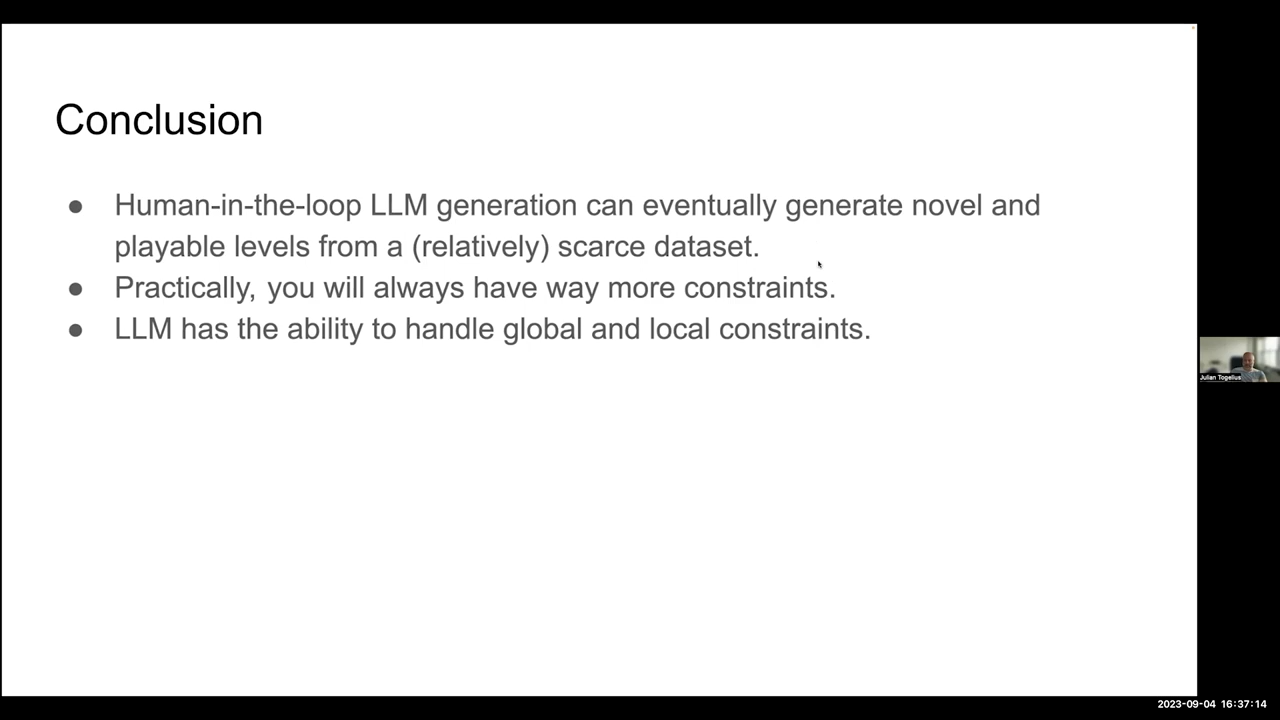 Conclusion
● Human-in-the-loop LLM generation can eventually generate novel and
playable levels from a (relatively) scarce dataset.
● Practically, you will always have way more constraints.
● LLM has the ability to handle global and local constraints.
Julian Togelius
2023-09-04 16:37:14